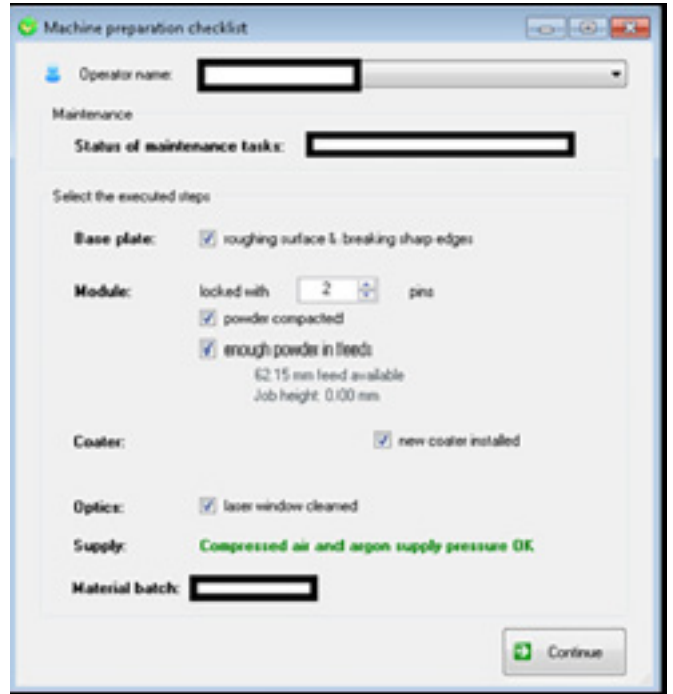 Machine preparation checklist
Operator name:
Maintenance
Status of maintenance tasks:
Select the executed steps
Base plate: roughing surface & breaking sharp edges
Module: locked with 2 pins
powder compacted
enough powder in feeds
62.15 mm feed available
Job height: 0.00 mm
Coater: new coater installed
Optics: laser window cleaned
Supply: Compressed air and argon supply pressure OK
Material batch:
Continue